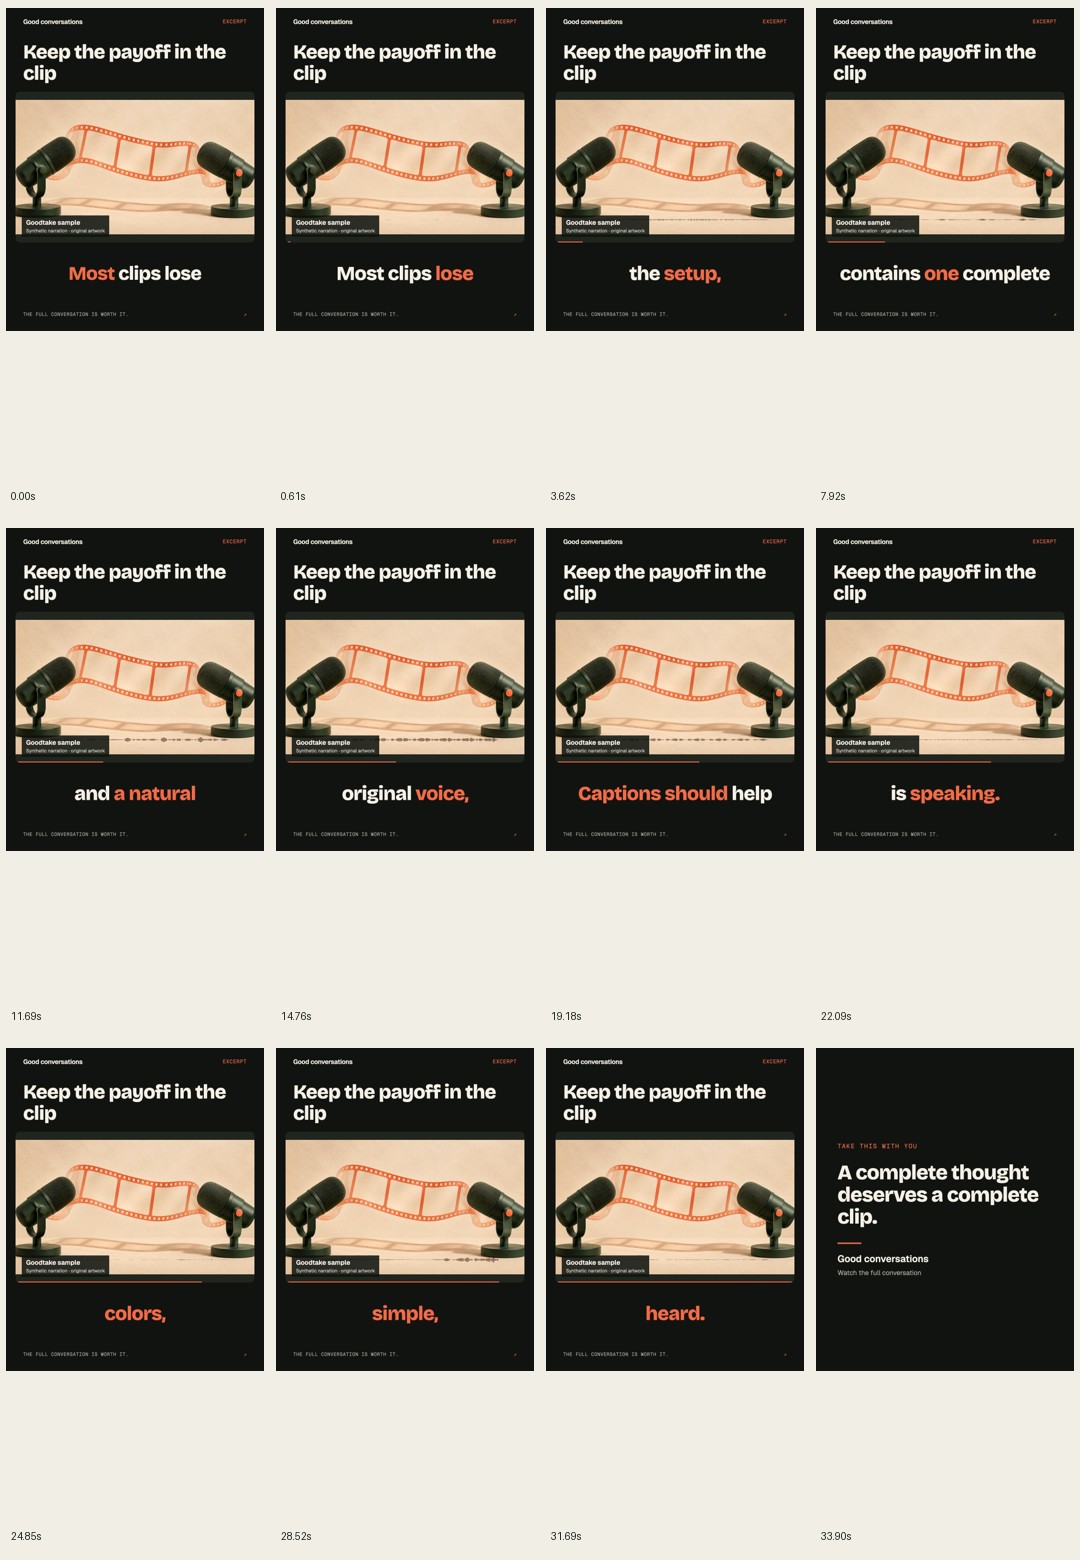 Good conversations EXCERPT
Keep the payoff in the
clip
Goodtake sample
Synthetic narration · original artwork
Most clips lose
THE FULL CONVERSATION IS WORTH IT.
0.00s
Good conversations EXCERPT
Keep the payoff in the
clip
Goodtake sample
Synthetic narration · original artwork
Most clips lose
THE FULL CONVERSATION IS WORTH IT.
0.61s
Good conversations EXCERPT
Keep the payoff in the
clip
Goodtake sample
Synthetic narration · original artwork
the setup,
THE FULL CONVERSATION IS WORTH IT.
3.62s
Good conversations EXCERPT
Keep the payoff in the
clip
Goodtake sample
Synthetic narration · original artwork
contains one complete
THE FULL CONVERSATION IS WORTH IT.
7.92s
Good conversations EXCERPT
Keep the payoff in the
clip
Goodtake sample
Synthetic narration · original artwork
and a natural
THE FULL CONVERSATION IS WORTH IT.
11.69s
Good conversations EXCERPT
Keep the payoff in the
clip
Goodtake sample
Synthetic narration · original artwork
original voice,
THE FULL CONVERSATION IS WORTH IT.
14.76s
Good conversations EXCERPT
Keep the payoff in the
clip
Goodtake sample
Synthetic narration · original artwork
Captions should help
THE FULL CONVERSATION IS WORTH IT.
19.18s
Good conversations EXCERPT
Keep the payoff in the
clip
Goodtake sample
Synthetic narration · original artwork
is speaking.
THE FULL CONVERSATION IS WORTH IT.
22.09s
Good conversations EXCERPT
Keep the payoff in the
clip
Goodtake sample
Synthetic narration · original artwork
colors,
THE FULL CONVERSATION IS WORTH IT.
24.85s
Good conversations EXCERPT
Keep the payoff in the
clip
Goodtake sample
Synthetic narration · original artwork
simple,
THE FULL CONVERSATION IS WORTH IT.
28.52s
Good conversations EXCERPT
Keep the payoff in the
clip
Goodtake sample
Synthetic narration · original artwork
heard.
THE FULL CONVERSATION IS WORTH IT.
31.69s
TAKE THIS WITH YOU
A complete thought
deserves a complete
clip.
Good conversations
Watch the full conversation
33.90s